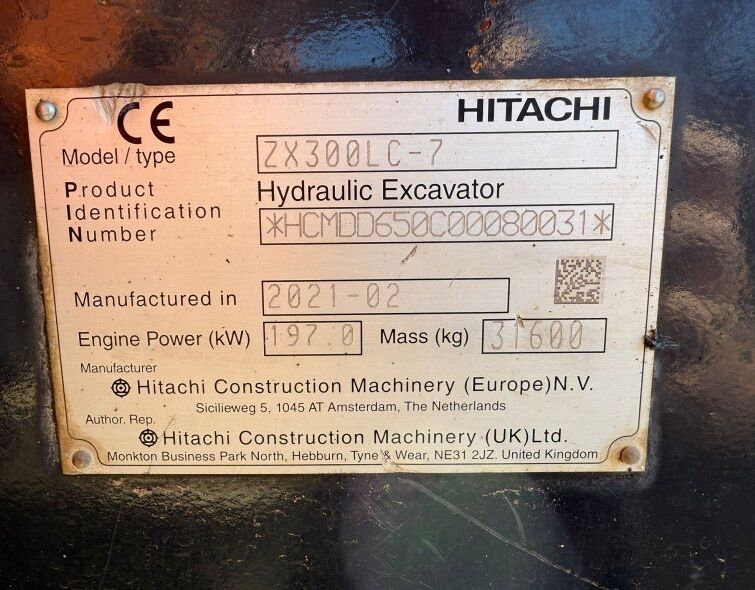 CE HITACHI
Model / type ZX300LC-7
Product Hydraulic Excavator
Identification
Number *HCMDD650C00080031*
Manufactured in 2021-02
Engine Power (kW) 197.0 Mass (kg) 31600
Manufacturer
Hitachi Construction Machinery (Europe)N.V.
Sicilieweg 5, 1045 AT Amsterdam, The Netherlands
Author. Rep.
Hitachi Construction Machinery (UK)Ltd.
Monkton Business Park North, Hebburn, Tyne & Wear, NE31 2JZ. United Kingdom